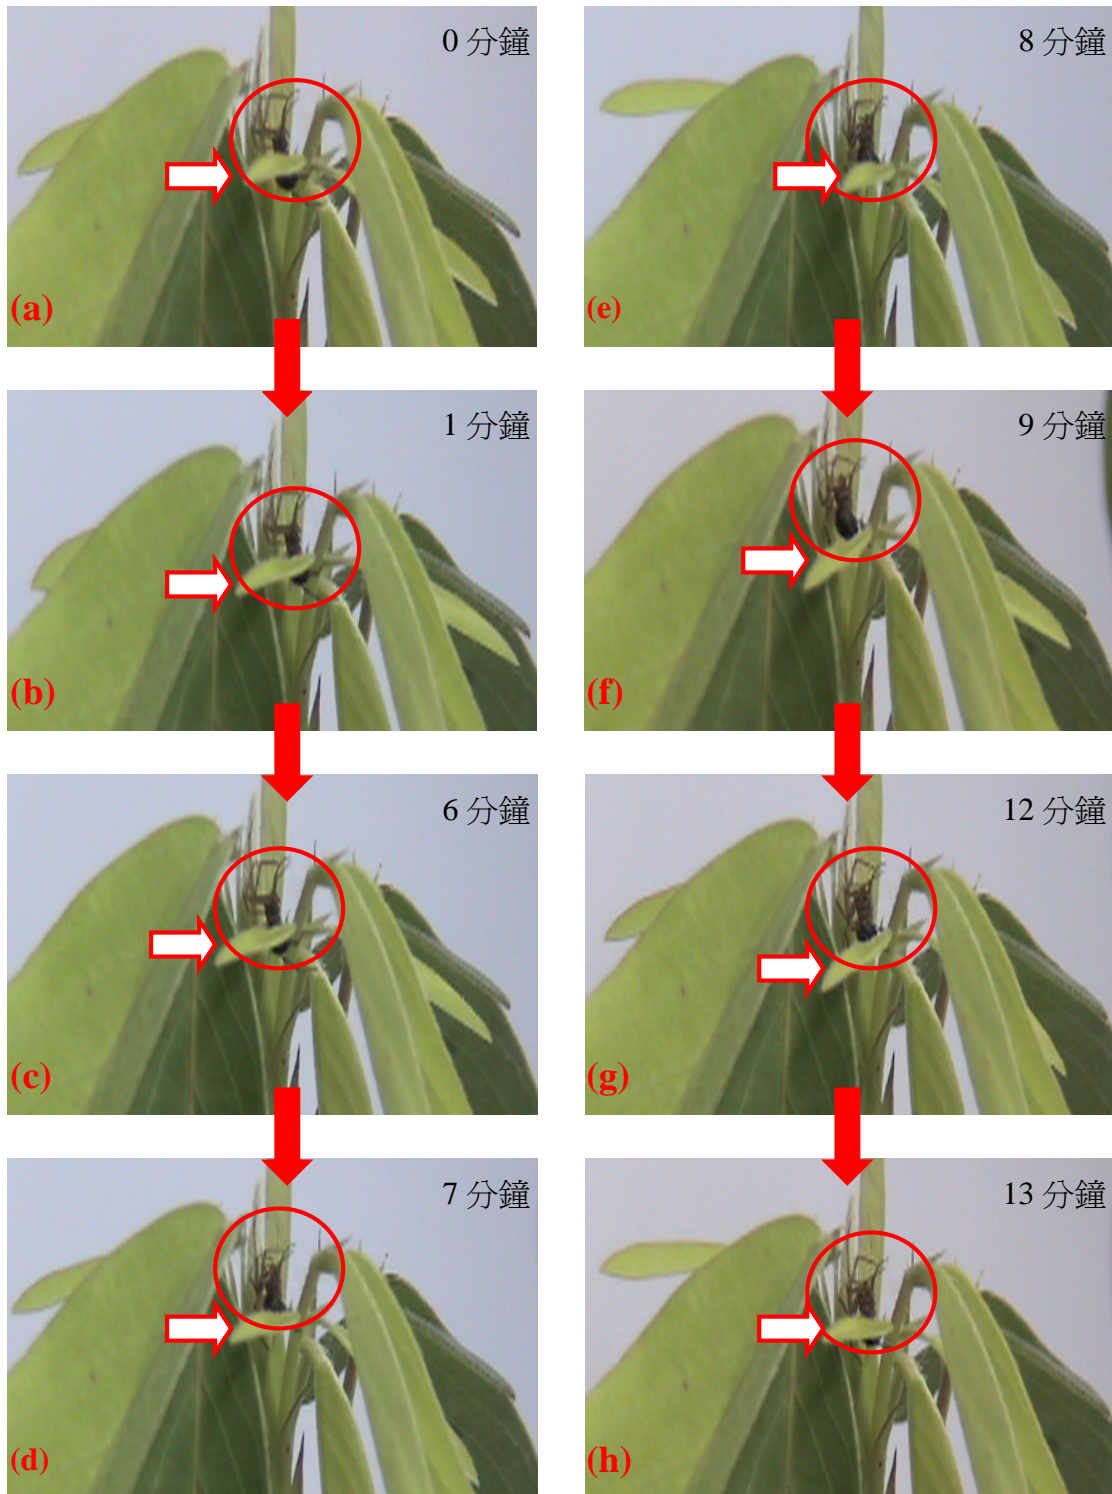 0 分鐘
(a)
1 分鐘
(b)
6 分鐘
(c)
7 分鐘
(d)
8 分鐘
(e)
9 分鐘
(f)
12 分鐘
(g)
13 分鐘
(h)